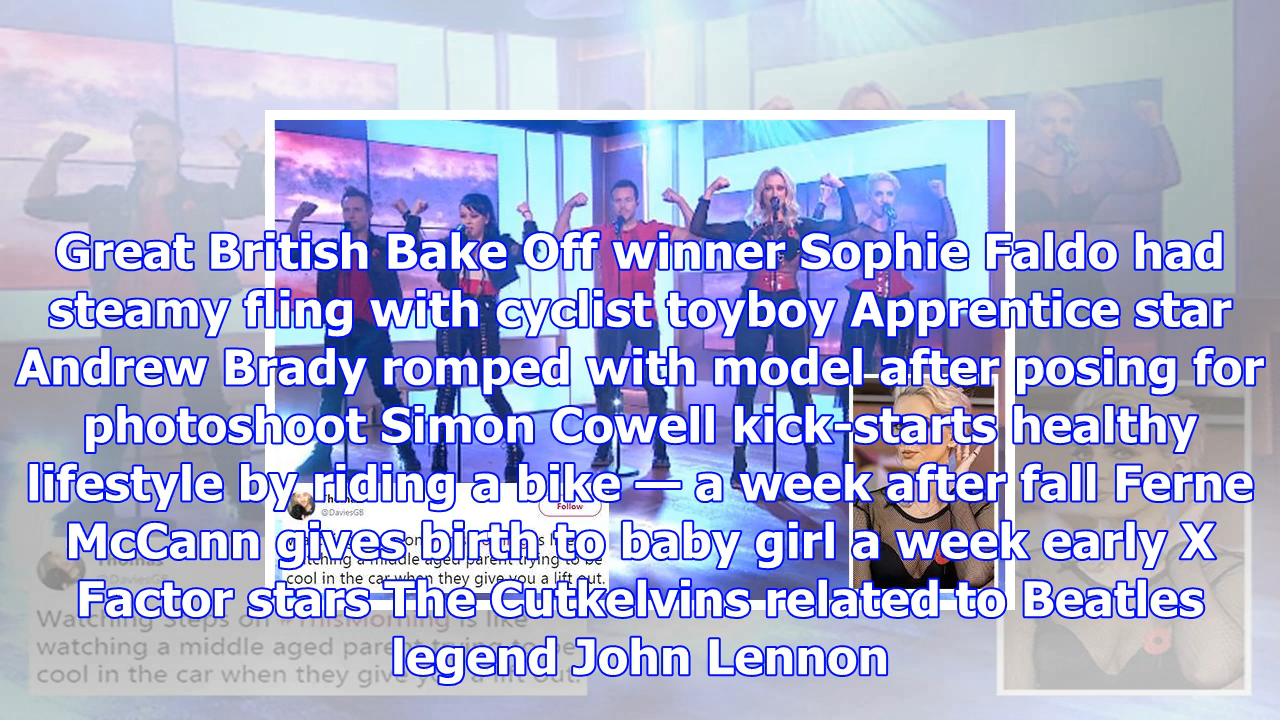 Great British Bake Off winner Sophie Faldo had
steamy fling with cyclist toyboy Apprentice star
Andrew Brady romped with model after posing for
photoshoot Simon Cowell kick-starts healthy
lifestyle by riding a bike — a week after fall Ferne
McCann gives birth to baby girl a week early X
Factor stars The Cutkelvins related to Beatles
legend John Lennon
Thomas
@DaviesGB
Follow
cool in the car when they give you a lift out.
Thomas
Watching Steps on #ThisMorning is like
watching a middle aged parent trying to be
cool in the car when they give you a lift out.